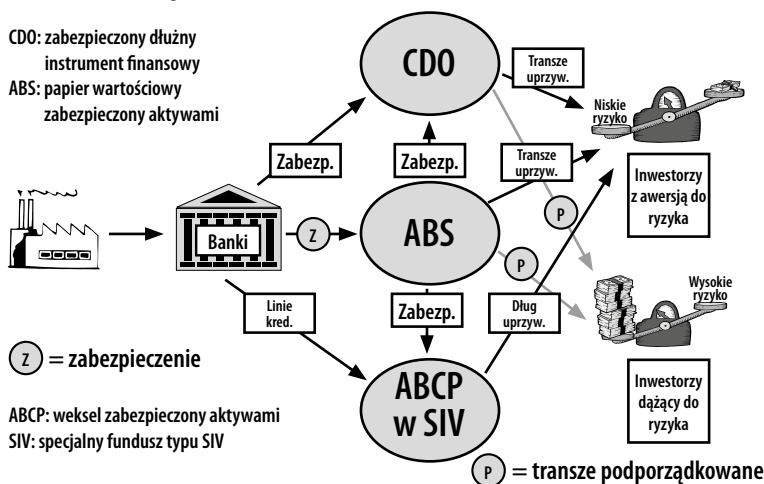 CDO: zabezpieczony dłużny
instrument finansowy
ABS: papier wartościowy
zabezpieczony aktywami
CDO
Transze
uprzyw.
Niskie
ryzyko
Zabezp.
Zabezp.
Transze
uprzyw.
Inwestorzy
z awersją do
ryzyka
Banki
Z
ABS
P
P
Linie
kred.
Zabezp.
Dług
uprzyw.
Wysokie
ryzyko
Z = zabezpieczenie
ABCP
w SIV
Inwestorzy
dążący do
ryzyka
ABCP: weksel zabezpieczony aktywami
SIV: specjalny fundusz typu SIV
P = transze podporządkowane